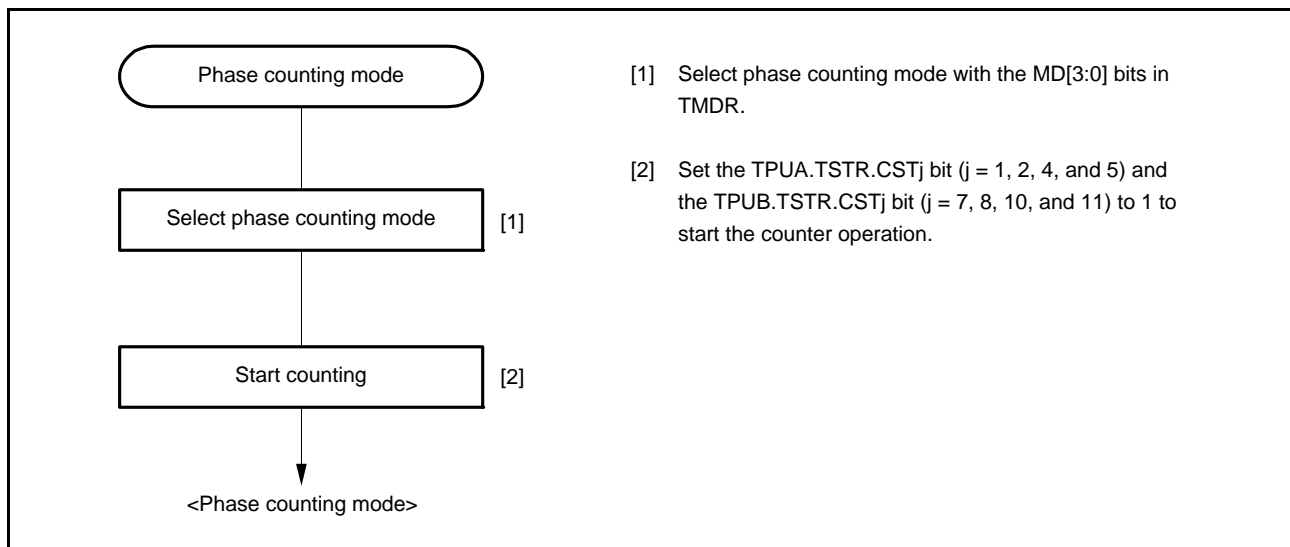 Phase counting mode
Select phase counting mode
[1]
Start counting
[2]
<Phase counting mode>
[1] Select phase counting mode with the MD[3:0] bits in
TMDR.
[2] Set the TPUA.TSTR.CSTj bit (j = 1, 2, 4, and 5) and
the TPUB.TSTR.CSTj bit (j = 7, 8, 10, and 11) to 1 to
start the counter operation.